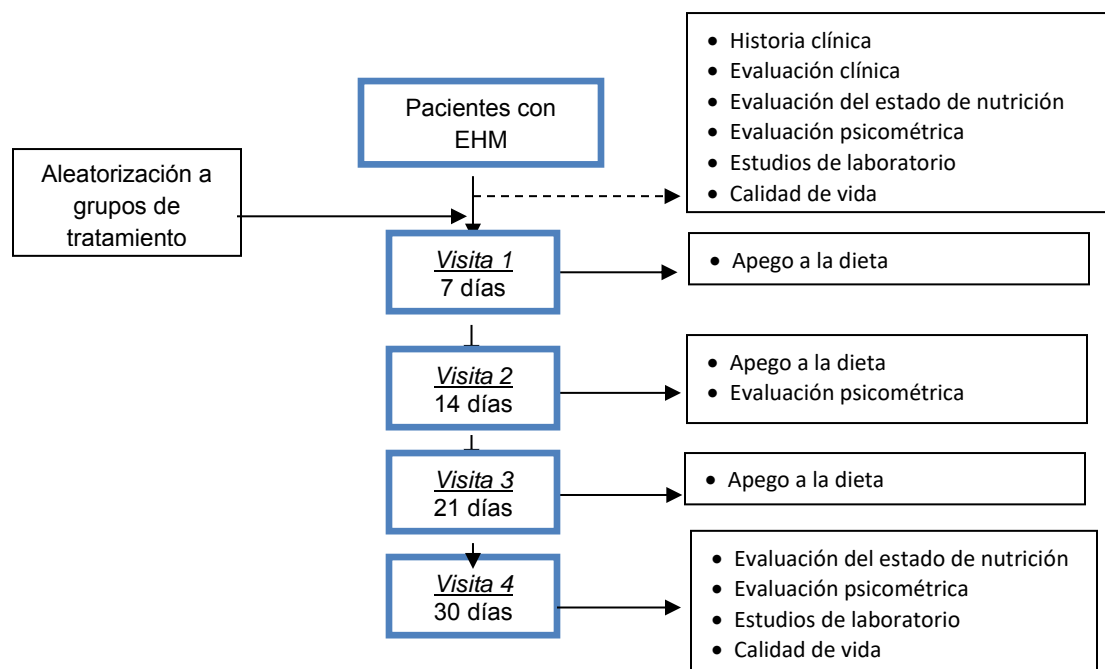 • Historia clínica
• Evaluación clínica
• Evaluación del estado de nutrición
• Evaluación psicométrica
• Estudios de laboratorio
• Calidad de vida
Pacientes con
EHM
Aleatorización a
grupos de
tratamiento
Visita 1
7 días
• Apego a la dieta
Visita 2
14 días
• Apego a la dieta
• Evaluación psicométrica
Visita 3
21 días
• Apego a la dieta
Visita 4
30 días
• Evaluación del estado de nutrición
• Evaluación psicométrica
• Estudios de laboratorio
• Calidad de vida